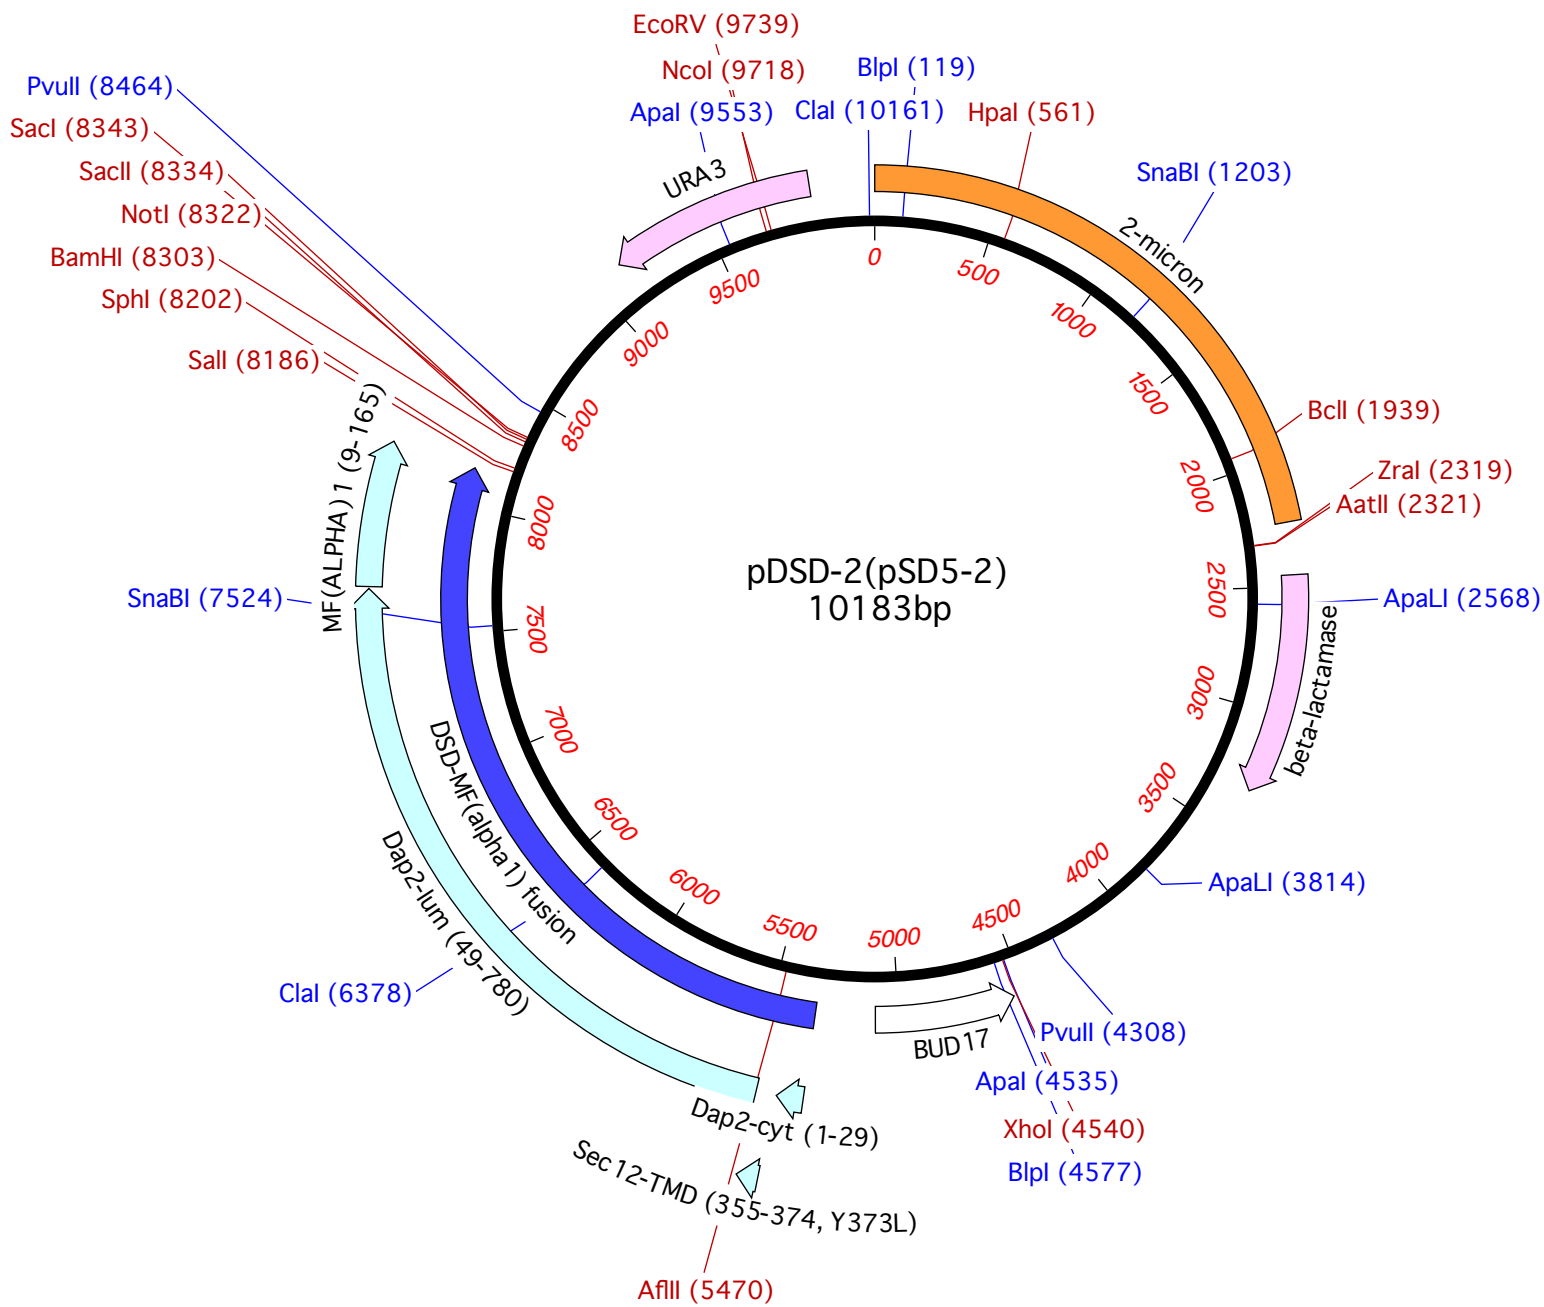 EcoRV (9739)
NcoI (9718)
BlpI (119)
PvuII (8464)
ApaI (9553)
ClaI (10161)
HpaI (561)
SacI (8343)
SacII (8334)
URA3
SnaBI (1203)
NotI (8322)
2-micron
BamHI (8303)
SphI (8202)
0
500
9500
1000
9000
SalI (8186)
1500
BclI (1939)
8500
MF(ALPHA)1 (9-165)
ZraI (2319)
2000
AatII (2321)
8000
pDSD-2(pSD5-2)
10183bp
2500
SnaBI (7524)
ApaLI (2568)
7500
beta-lactamase
3000
7000
DSD-MF(alpha1) fusion
3500
6500
Dap2-lum (49-780)
4000
ApaLI (3814)
6000
5500
5000
4500
ClaI (6378)
BUD17
PvuII (4308)
ApaI (4535)
Dap2-cyt (1-29)
XhoI (4540)
BlpI (4577)
Sec12-TMD (355-374, Y373L)
AflII (5470)